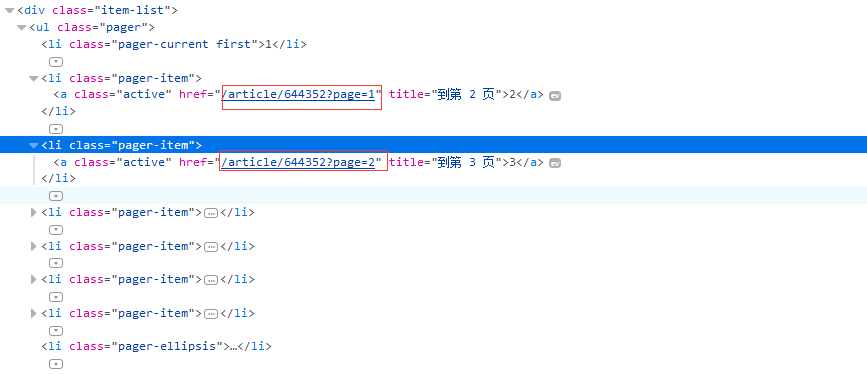 <div class="item-list">
<ul class="pager">
<li class="pager-current first">1</li>
<li class="pager-item">
<a class="active" href="/article/644352?page=1" title="到第 2 页">2</a> ev
</li>
<li class="pager-item">
<a class="active" href="/article/644352?page=2" title="到第 3 页">3</a> ev
</li>
<li class="pager-item">…</li>
<li class="pager-item">…</li>
<li class="pager-item">…</li>
<li class="pager-item">…</li>
<li class="pager-ellipsis">…</li>